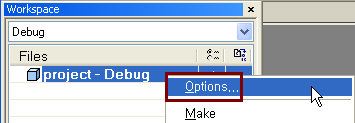 Workspace
Debug
Files
project - Debug
Options...
Make